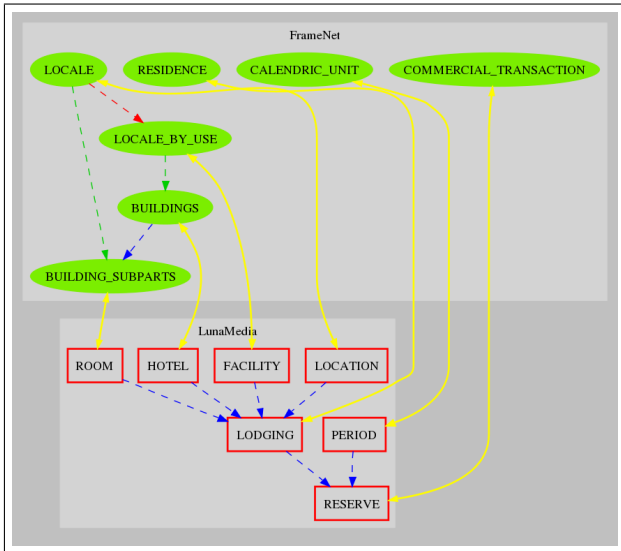 FrameNet
LOCALE RESIDENCE CALENDRIC_UNIT COMMERCIAL_TRANSACTION
LOCALE_BY_USE
BUILDINGS
BUILDING_SUBPARTS
LunaMedia
ROOM HOTEL FACILITY LOCATION
LODGING PERIOD
RESERVE